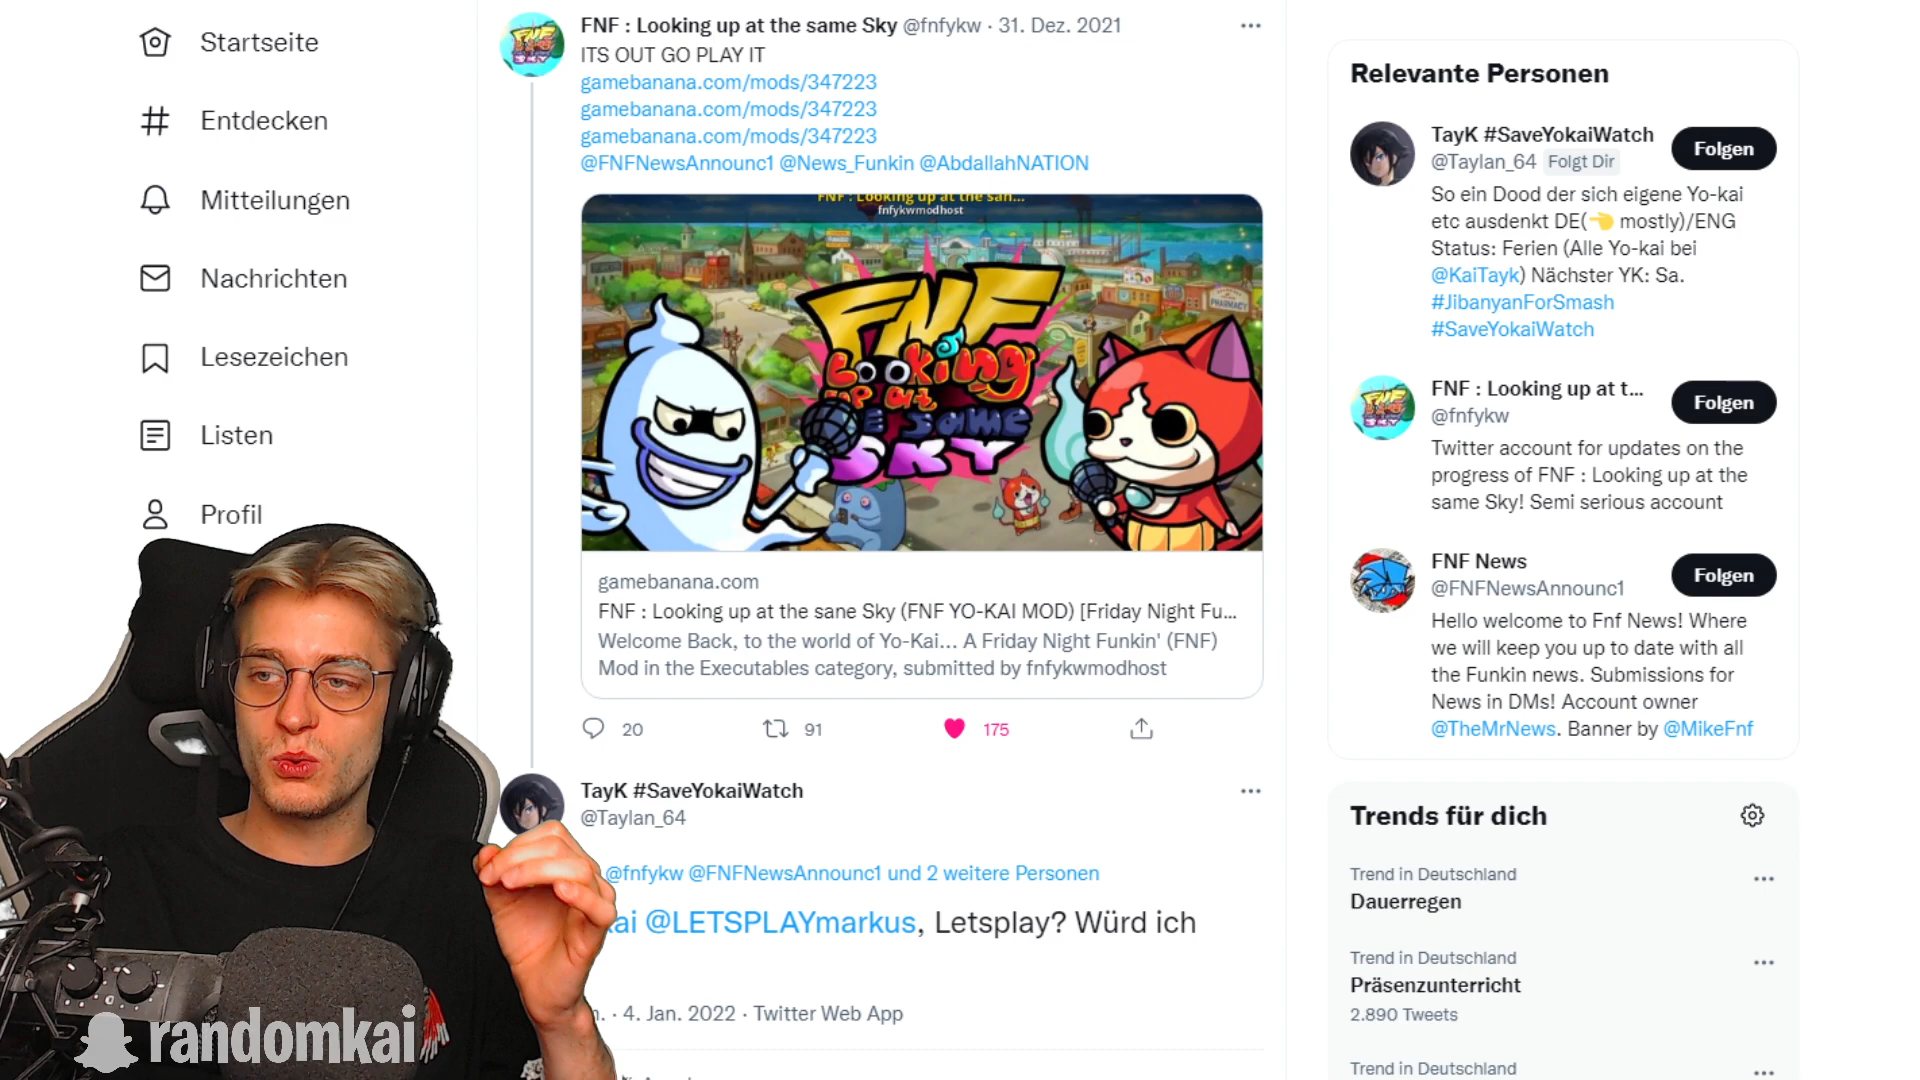 Startseite
Entdecken
Mitteilungen
Nachrichten
Lesezeichen
Listen
Profil
FNF : Looking up at the same Sky @fnfykw · 31. Dez. 2021
ITS OUT GO PLAY IT
gamebanana.com/mods/347223
gamebanana.com/mods/347223
gamebanana.com/mods/347223
@FNFNewsAnnounc1 @News_Funkin @AbdallahNATION
FNF : Looking up at the san...
fnfykwmodhost
PHARMACY
FNF
Looking
up at
same
SKY
gamebanana.com
FNF : Looking up at the sane Sky (FNF YO-KAI MOD) [Friday Night Fu...
Welcome Back, to the world of Yo-Kai... A Friday Night Funkin' (FNF)
Mod in the Executables category, submitted by fnfykwmodhost
20
91
175
TayK #SaveYokaiWatch
@Taylan_64
@fnfykw @FNFNewsAnnounc1 und 2 weitere Personen
@LETSPLAYmarkus, Letsplay? Würd ich
· 4. Jan. 2022 · Twitter Web App
randomkai
Relevante Personen
TayK #SaveYokaiWatch
@Taylan_64 Folgt Dir
Folgen
So ein Dood der sich eigene Yo-kai
etc ausdenkt DE(👈 mostly)/ENG
Status: Ferien (Alle Yo-kai bei
@KaiTayk) Nächster YK: Sa.
#JibanyanForSmash
#SaveYokaiWatch
FNF : Looking up at t...
@fnfykw
Folgen
Twitter account for updates on the
progress of FNF : Looking up at the
same Sky! Semi serious account
FNF News
@FNFNewsAnnounc1
Folgen
Hello welcome to Fnf News! Where
we will keep you up to date with all
the Funkin news. Submissions for
News in DMs! Account owner
@TheMrNews. Banner by @MikeFnf
Trends für dich
Trend in Deutschland
Dauerregen
Trend in Deutschland
Präsenzunterricht
2.890 Tweets
Trend in Deutschland